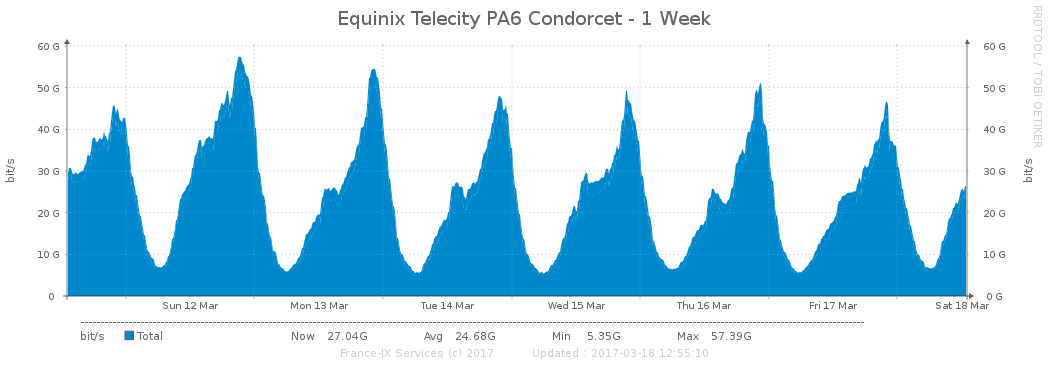 Equinix Telecity PA6 Condorcet - 1 Week
RRDTOOL / TOBI OETIKER
bit/s
60 G
50 G
40 G
30 G
20 G
10 G
0
60 G
50 G
40 G
30 G
20 G
10 G
0 G
bit/s
Sun 12 Mar Mon 13 Mar Tue 14 Mar Wed 15 Mar Thu 16 Mar Fri 17 Mar Sat 18 Mar
bit/s Total Now 27.04G Avg 24.68G Min 5.35G Max 57.39G
France-IX Services (c) 2017 Updated : 2017-03-18 12:55:10